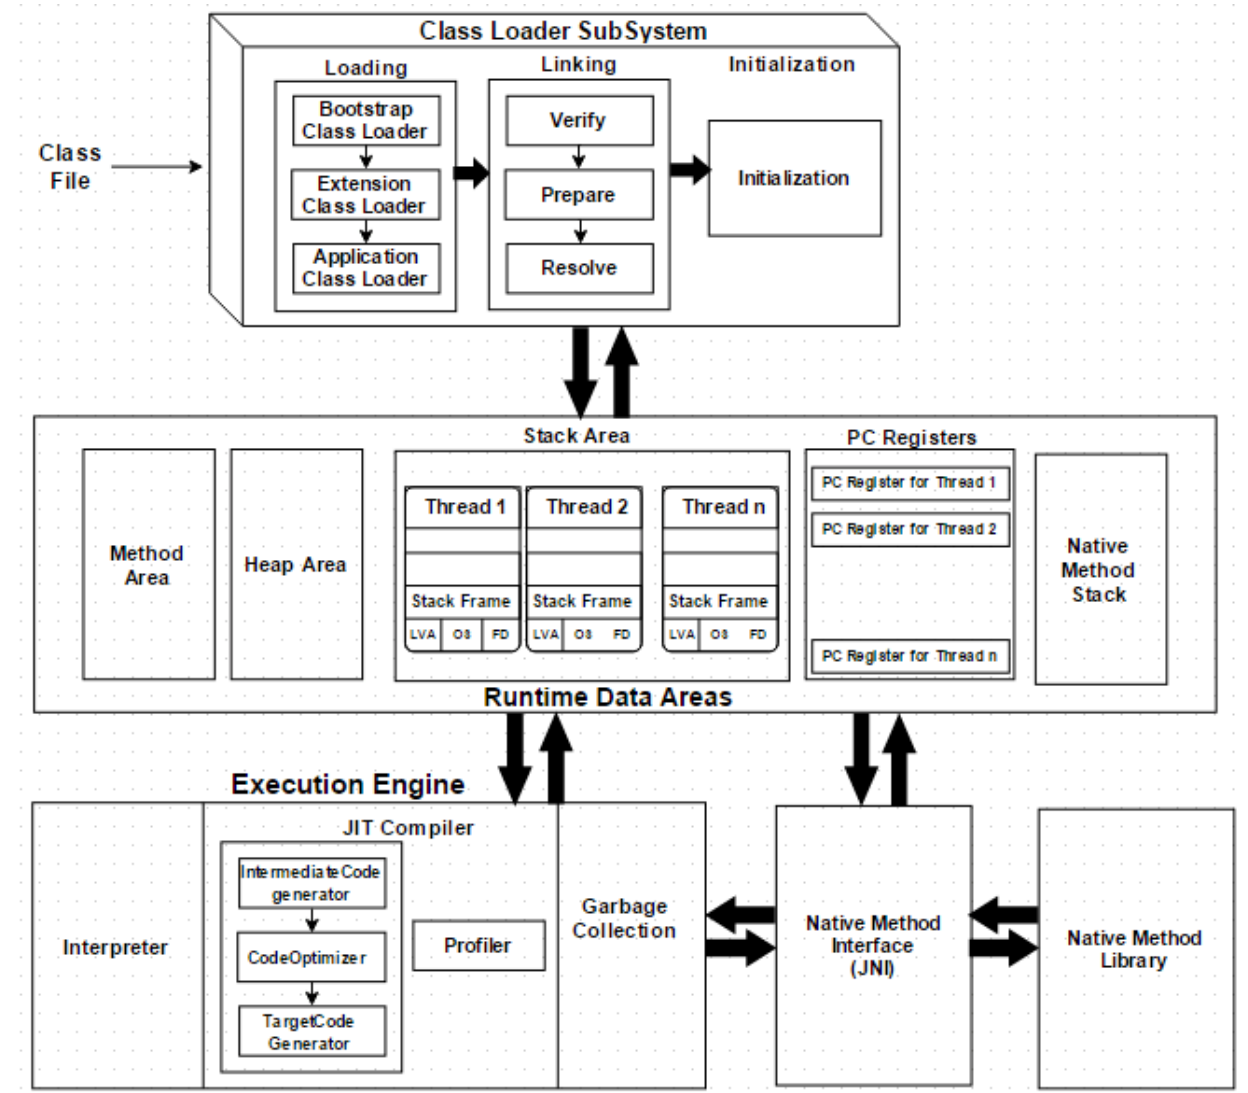 Class Loader SubSystem
Loading
Linking
Initialization
Bootstrap
Class Loader
Extension
Class Loader
Application
Class Loader
Verify
Prepare
Resolve
Initialization
Class
File
Stack Area
PC Registers
Method
Area
Heap Area
Thread 1
Stack Frame
LVA OS FD
Thread 2
Stack Frame
LVA OS FD
Thread n
Stack Frame
LVA OS FD
PC Register for Thread 1
PC Register for Thread 2
PC Register for Thread n
Native
Method
Stack
Runtime Data Areas
Execution Engine
Interpreter
JIT Compiler
IntermediateCode
generator
CodeOptimizer
TargetCode
Generator
Profiler
Garbage
Collection
Native Method
Interface
(JNI)
Native Method
Library